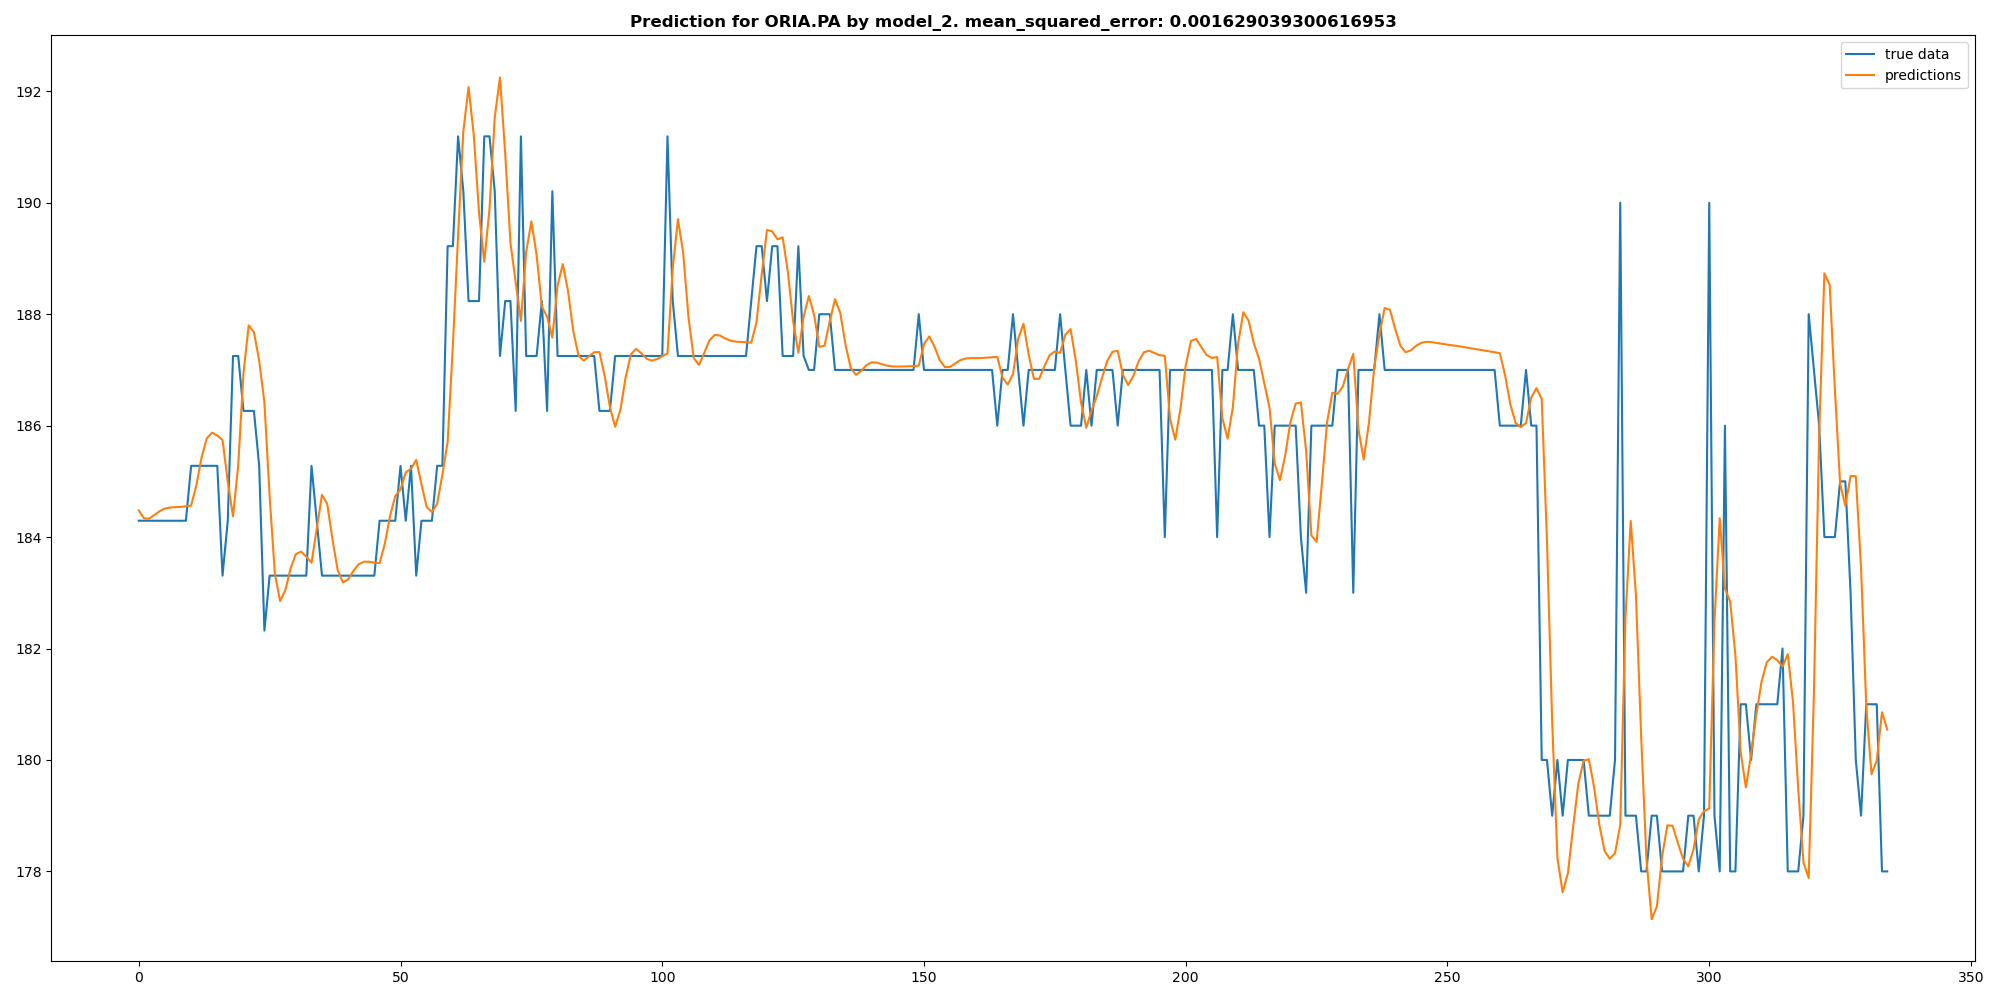 Prediction for ORIA.PA by model_2. mean_squared_error: 0.001629039300616953
true data
predictions
192
190
188
186
184
182
180
178
0 50 100 150 200 250 300 350